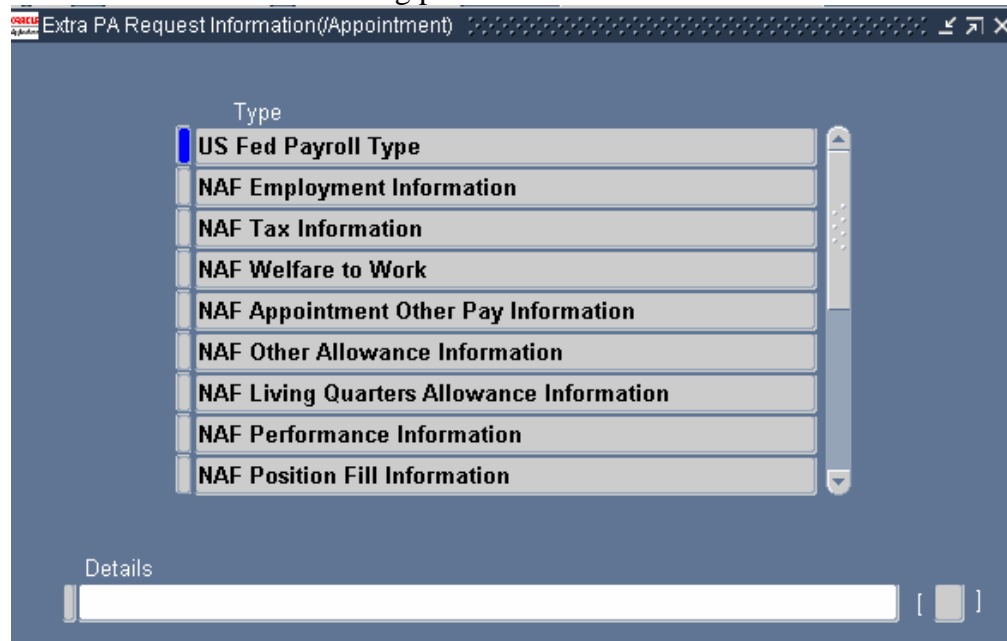 ORACLE
Extra PA Request Information(/Appointment)
Type
US Fed Payroll Type
NAF Employment Information
NAF Tax Information
NAF Welfare to Work
NAF Appointment Other Pay Information
NAF Other Allowance Information
NAF Living Quarters Allowance Information
NAF Performance Information
NAF Position Fill Information
Details
[ ]